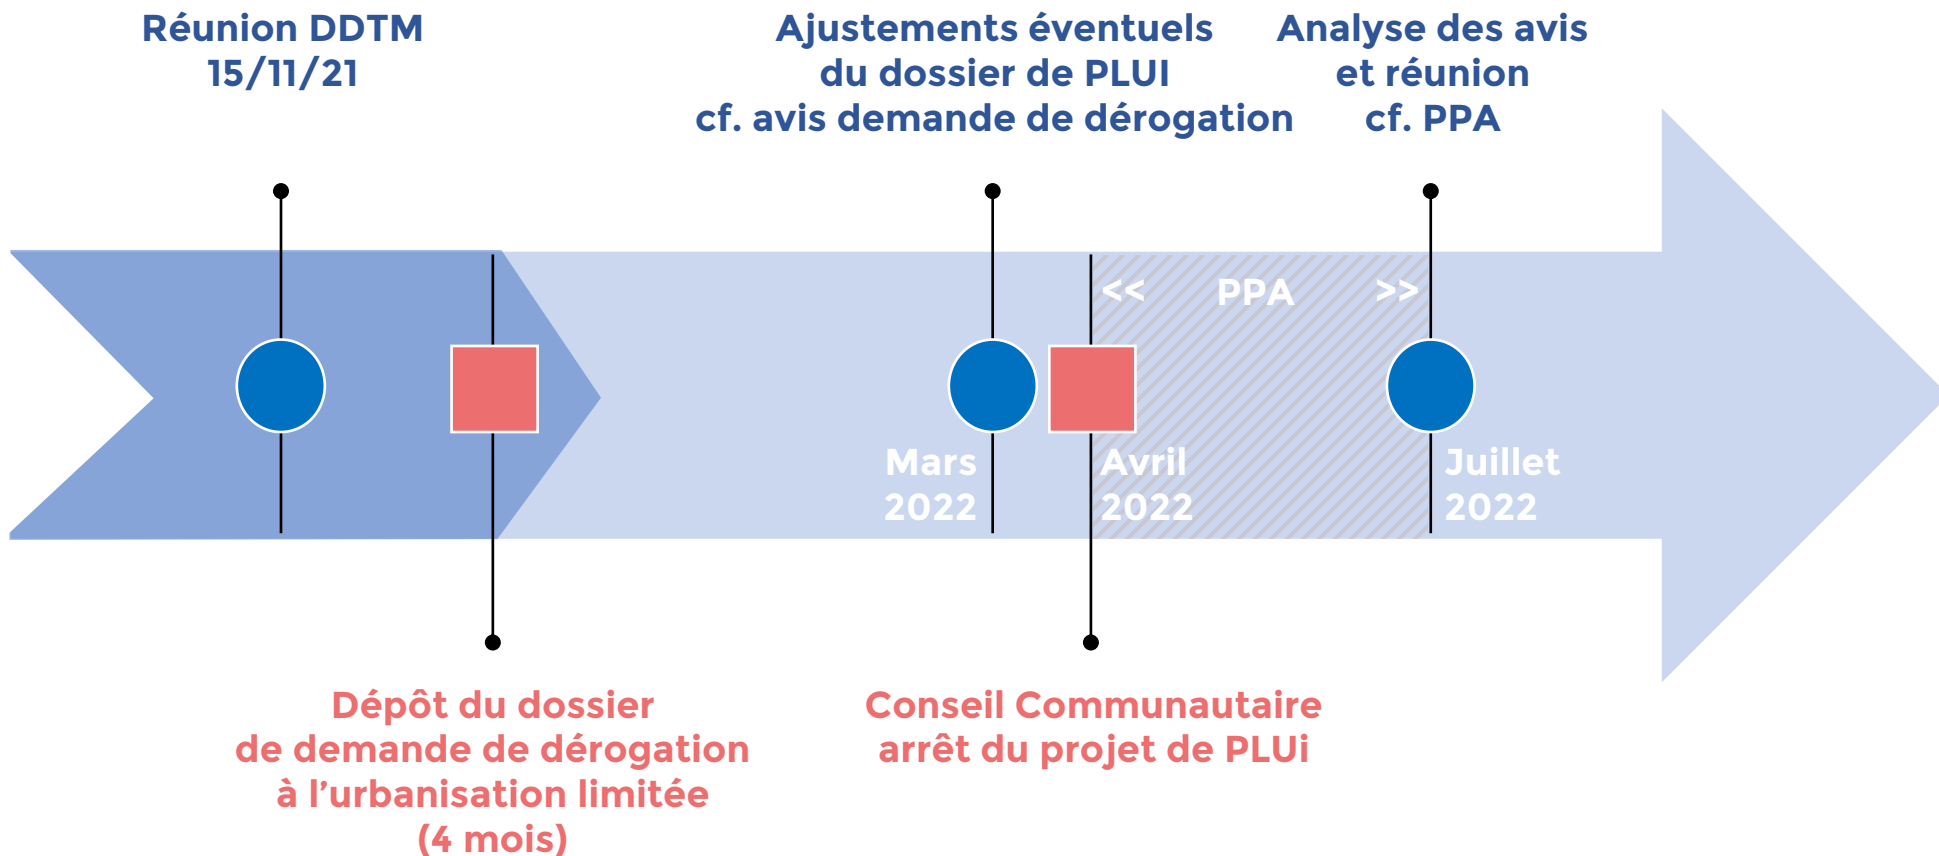 Réunion DDTM
15/11/21
Ajustements éventuels
du dossier de PLUI
cf. avis demande de dérogation
Analyse des avis
et réunion
cf. PPA
<< PPA >>
Mars
2022
Avril
2022
Juillet
2022
Dépôt du dossier
de demande de dérogation
à l’urbanisation limitée
(4 mois)
Conseil Communautaire
arrêt du projet de PLUi